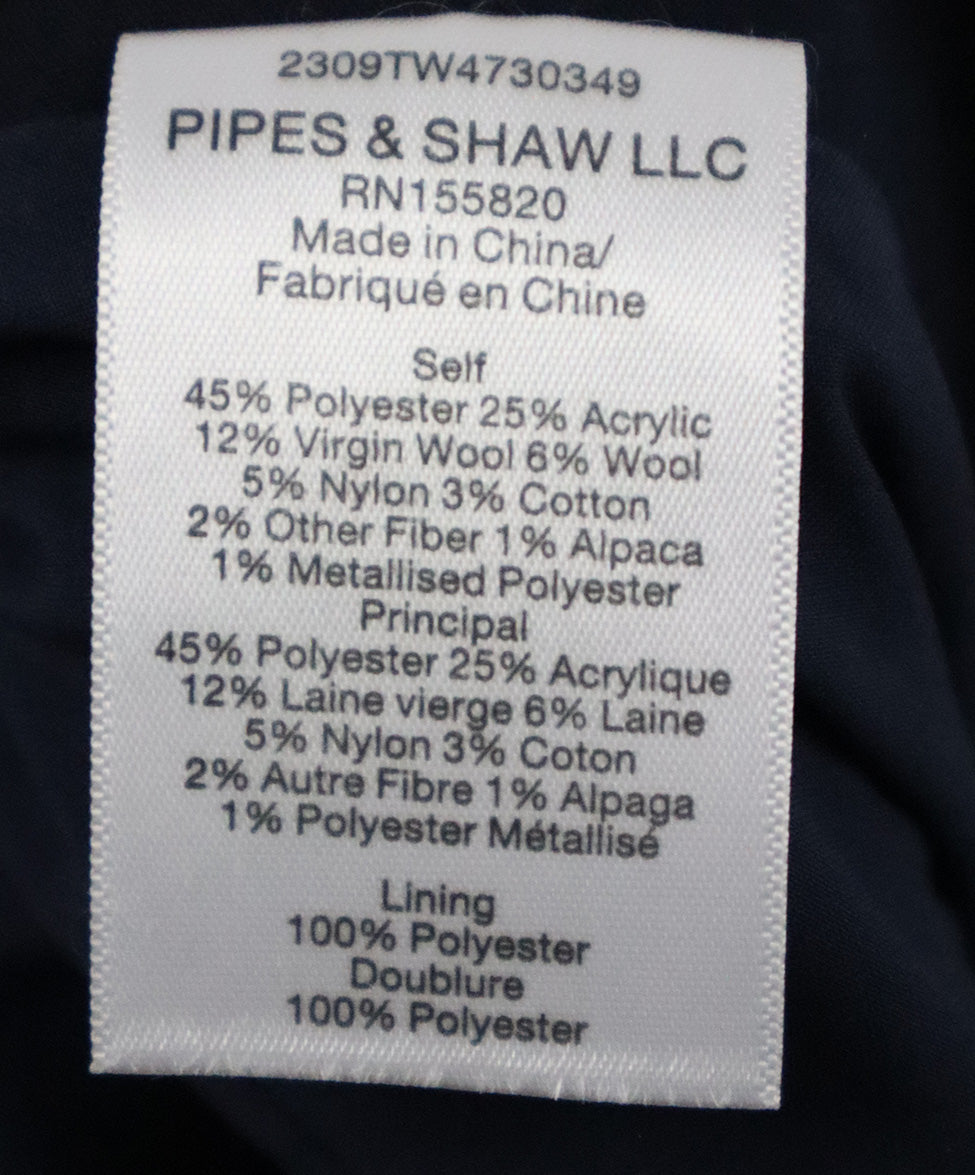 2309TW4730349
PIPES & SHAW LLC
RN155820
Made in China/
Fabriqué en Chine
Self
45% Polyester 25% Acrylic
12% Virgin Wool 6% Wool
5% Nylon 3% Cotton
2% Other Fiber 1% Alpaca
1% Metallised Polyester
Principal
45% Polyester 25% Acrylique
12% Laine vierge 6% Laine
5% Nylon 3% Coton
2% Autre Fibre 1% Alpaga
1% Polyester Métallisé
Lining
100% Polyester
Doublure
100% Polyester